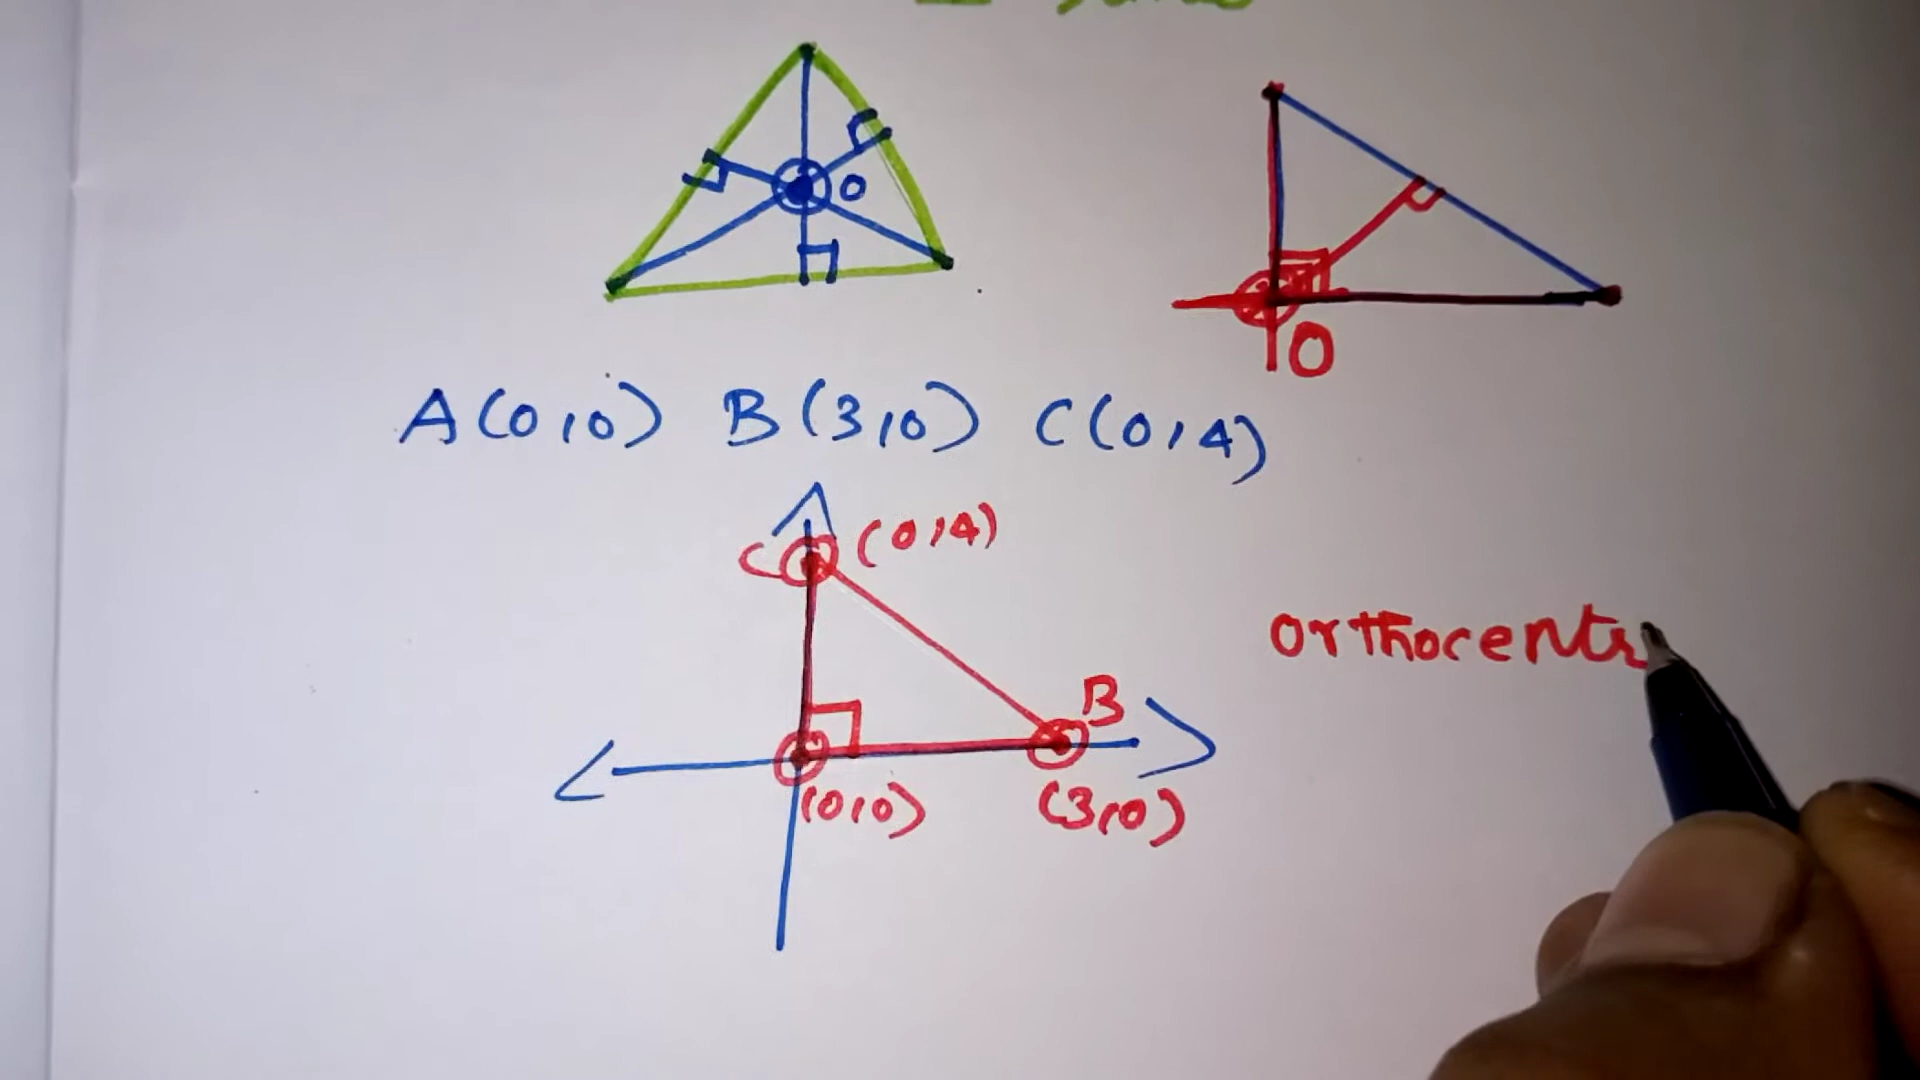 O
O
A(0,0) B(3,0) C(0,4)
C (0,4)
orthocentr
B
(0,0) (3,0)